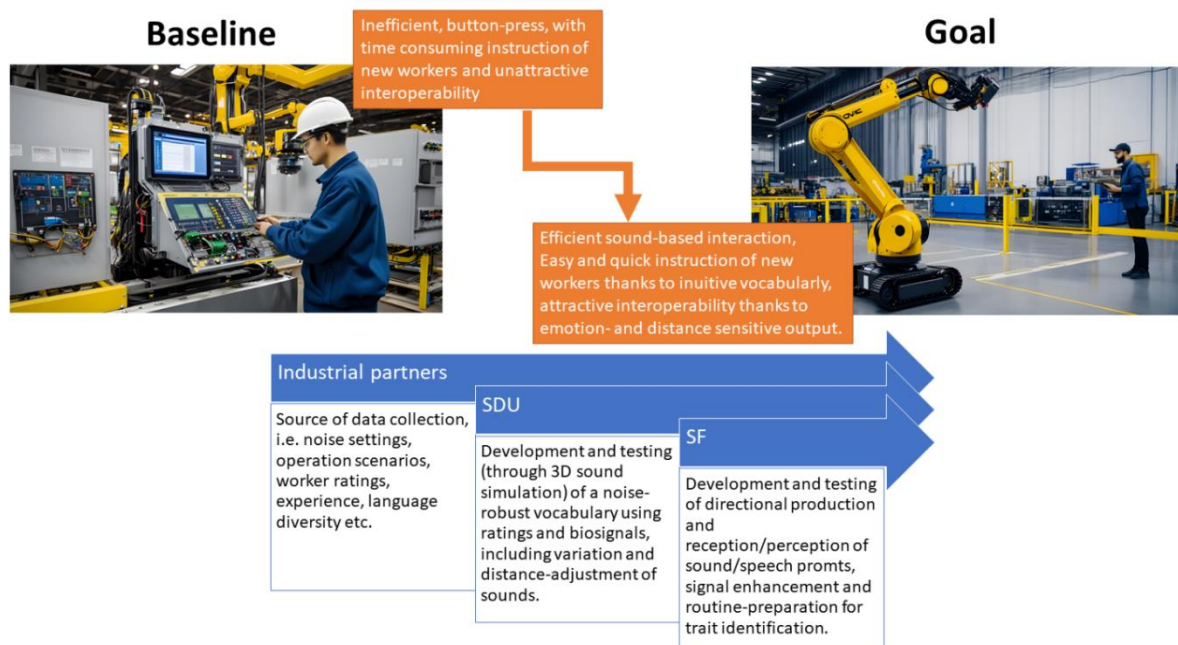 Baseline
Inefficient, button-press, with
time consuming instruction of
new workers and unattractive
interoperability
Goal
Efficient sound-based interaction,
Easy and quick instruction of new
workers thanks to inuitive vocabularly,
attractive interoperability thanks to
emotion- and distance sensitive output.
Industrial partners
Source of data collection,
i.e. noise settings,
operation scenarios,
worker ratings,
experience, language
diversity etc.
SDU
Development and testing
(through 3D sound
simulation) of a noise-
robust vocabulary using
ratings and biosignals,
including variation and
distance-adjustment of
sounds.
SF
Development and testing
of directional production
and
reception/perception of
sound/speech promts,
signal enhancement and
routine-preparation for
trait identification.